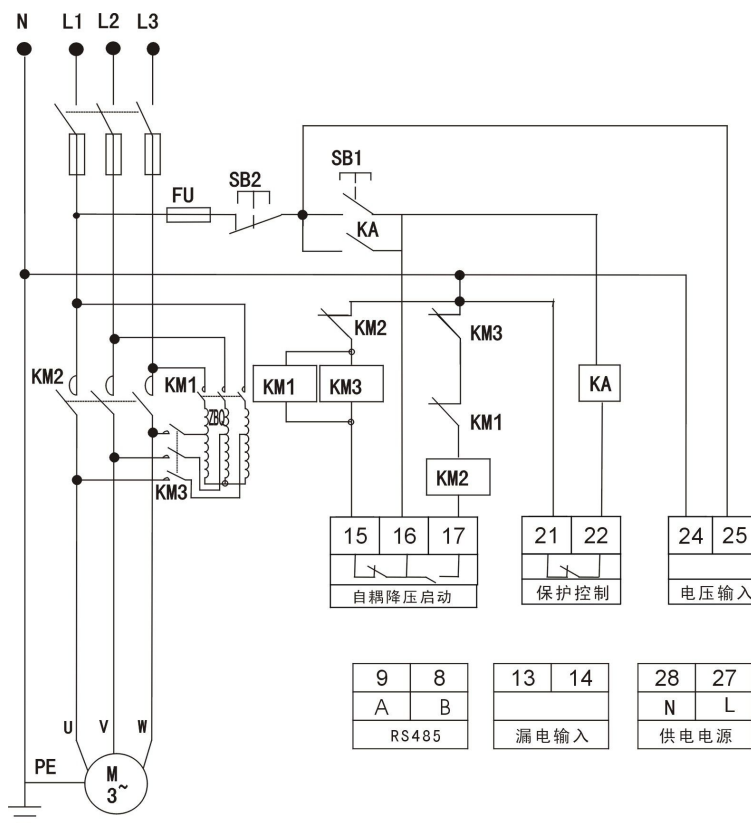 N L1 L2 L3
SB1
SB2
FU
KA
KM2 KM3
KM2 KM1 KM1 KM3 KA
ZBQ
KM1
KM3 KM2
15 16 17 21 22 24 25
自耦降压启动 保护控制 电压输入
9 8 13 14 28 27
A B N L
RS485 漏电输入 供电电源
U V W
PE
M
3~